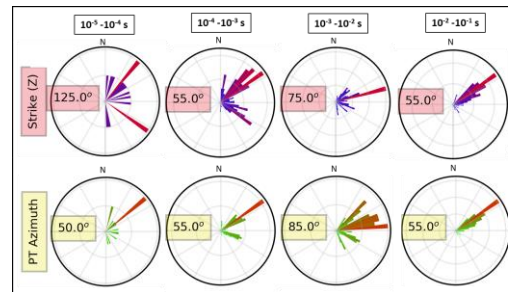 10⁻⁵ -10⁻⁴ s
10⁻⁴ -10⁻³ s
10⁻³ -10⁻² s
10⁻² -10⁻¹ s
N
N
N
N
Strike (Z)
125.0°
55.0°
75.0°
55.0°
N
N
N
N
PT Azimuth
50.0°
55.0°
85.0°
55.0°